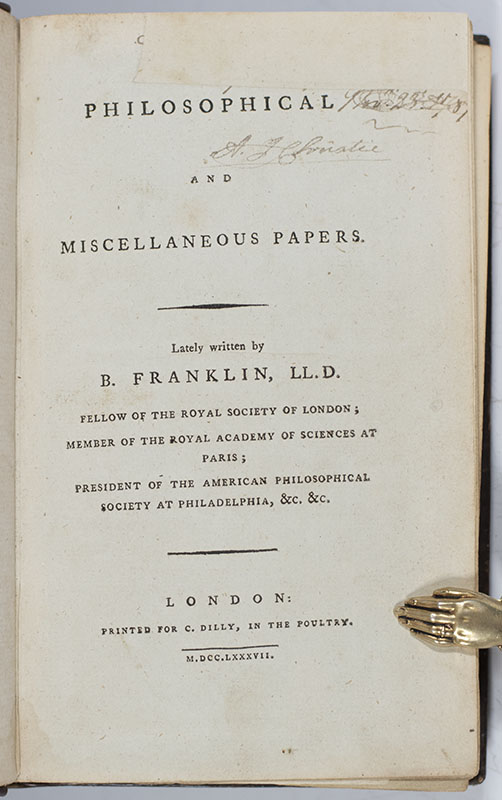 PHILOSOPHICAL
AND
MISCELLANEOUS PAPERS.
Lately written by
B. FRANKLIN, LL.D.
FELLOW OF THE ROYAL SOCIETY OF LONDON;
MEMBER OF THE ROYAL ACADEMY OF SCIENCES AT
PARIS;
PRESIDENT OF THE AMERICAN PHILOSOPHICAL
SOCIETY AT PHILADELPHIA, &C. &C.
LONDON:
PRINTED FOR C. DILLY, IN THE POULTRY.
M.DCC.LXXXVII.